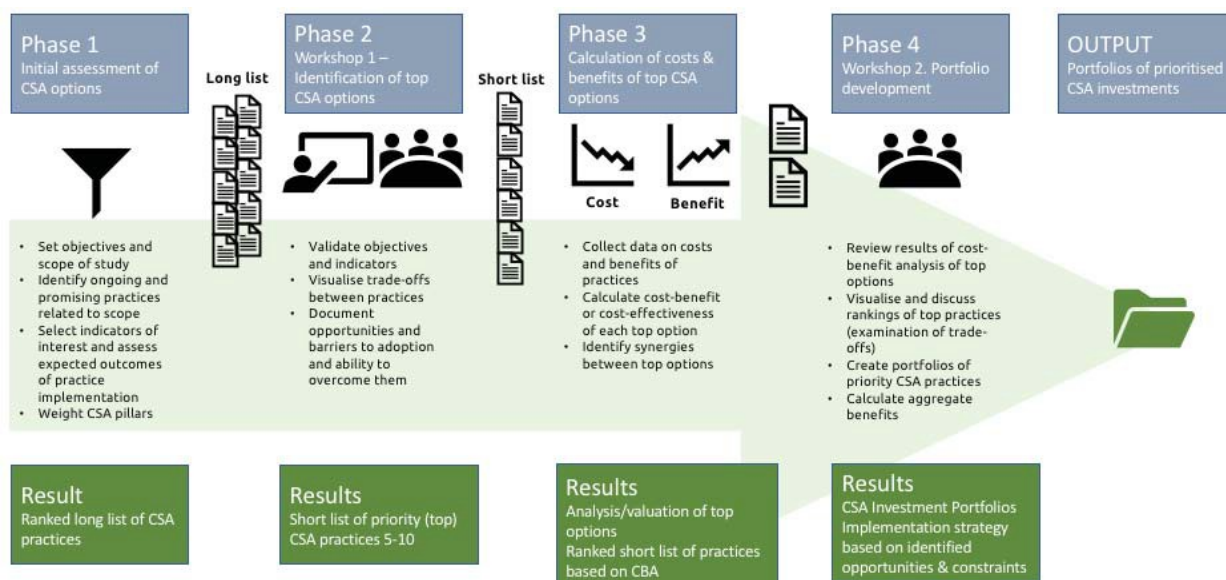 Phase 1
Initial assessment of
CSA options
Long list
Phase 2
Workshop 1 –
Identification of top
CSA options
Short list
Phase 3
Calculation of costs &
benefits of top CSA
options
Cost
Benefit
Phase 4
Workshop 2. Portfolio
development
OUTPUT
Portfolios of prioritised
CSA investments
• Set objectives and
scope of study
• Identify ongoing and
promising practices
related to scope
• Select indicators of
interest and assess
expected outcomes
of practice
implementation
• Weight CSA pillars
• Validate objectives
and indicators
• Visualise trade-offs
between practices
• Document
opportunities and
barriers to adoption
and ability to
overcome them
• Collect data on costs
and benefits of
practices
• Calculate cost-benefit
or cost-effectiveness
of each top option
• Identify synergies
between top options
• Review results of cost-
benefit analysis of top
options
• Visualise and discuss
rankings of top practices
(examination of trade-
offs)
• Create portfolios of
priority CSA practices
• Calculate aggregate
benefits
Result
Ranked long list of CSA
practices
Results
Short list of priority (top)
CSA practices 5-10
Results
Analysis/valuation of top
options
Ranked short list of practices
based on CBA
Results
CSA Investment Portfolios
Implementation strategy
based on identified
opportunities & constraints